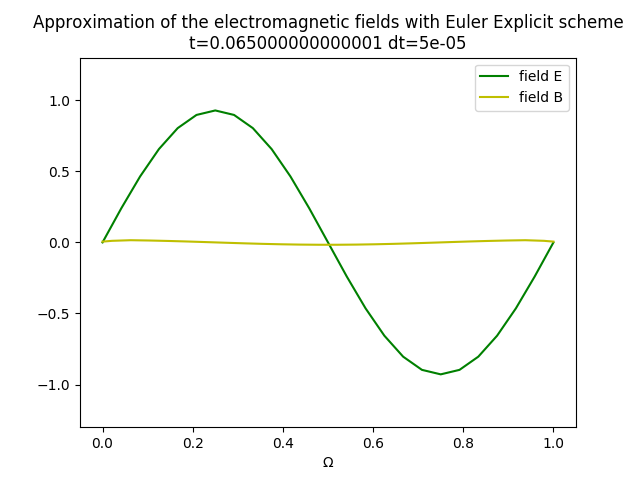 Approximation of the electromagnetic fields with Euler Explicit scheme
t=0.065000000000001 dt=5e-05
field E
field B
1.0
0.5
0.0
−0.5
−1.0
0.0 0.2 0.4 0.6 0.8 1.0
Ω